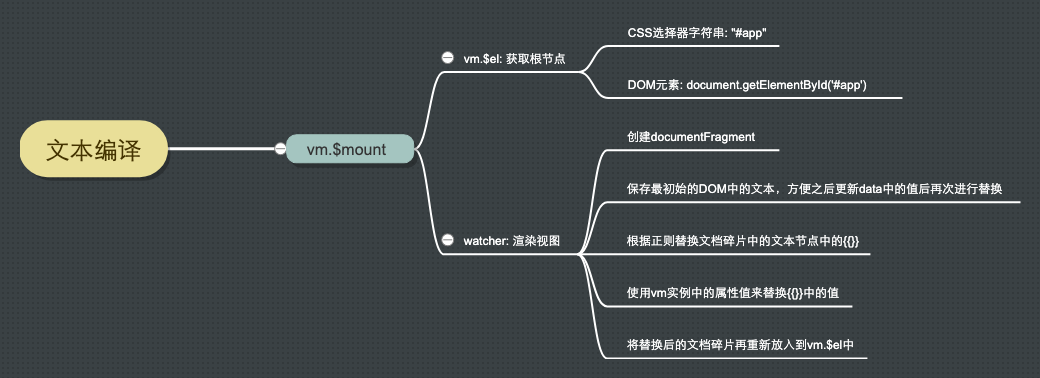 文本编译
vm.$mount
vm.$el: 获取根节点
CSS选择器字符串: "#app"
DOM元素: document.getElementById('#app')
watcher: 渲染视图
创建documentFragment
保存最初始的DOM中的文本，方便之后更新data中的值后再次进行替换
根据正则替换文档碎片中的文本节点中的{{}}
使用vm实例中的属性值来替换{{}}中的值
将替换后的文档碎片再重新放入到vm.$el中